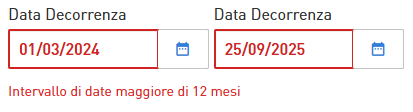 Data Decorrenza Data Decorrenza
01/03/2024 25/09/2025
Intervallo di date maggiore di 12 mesi